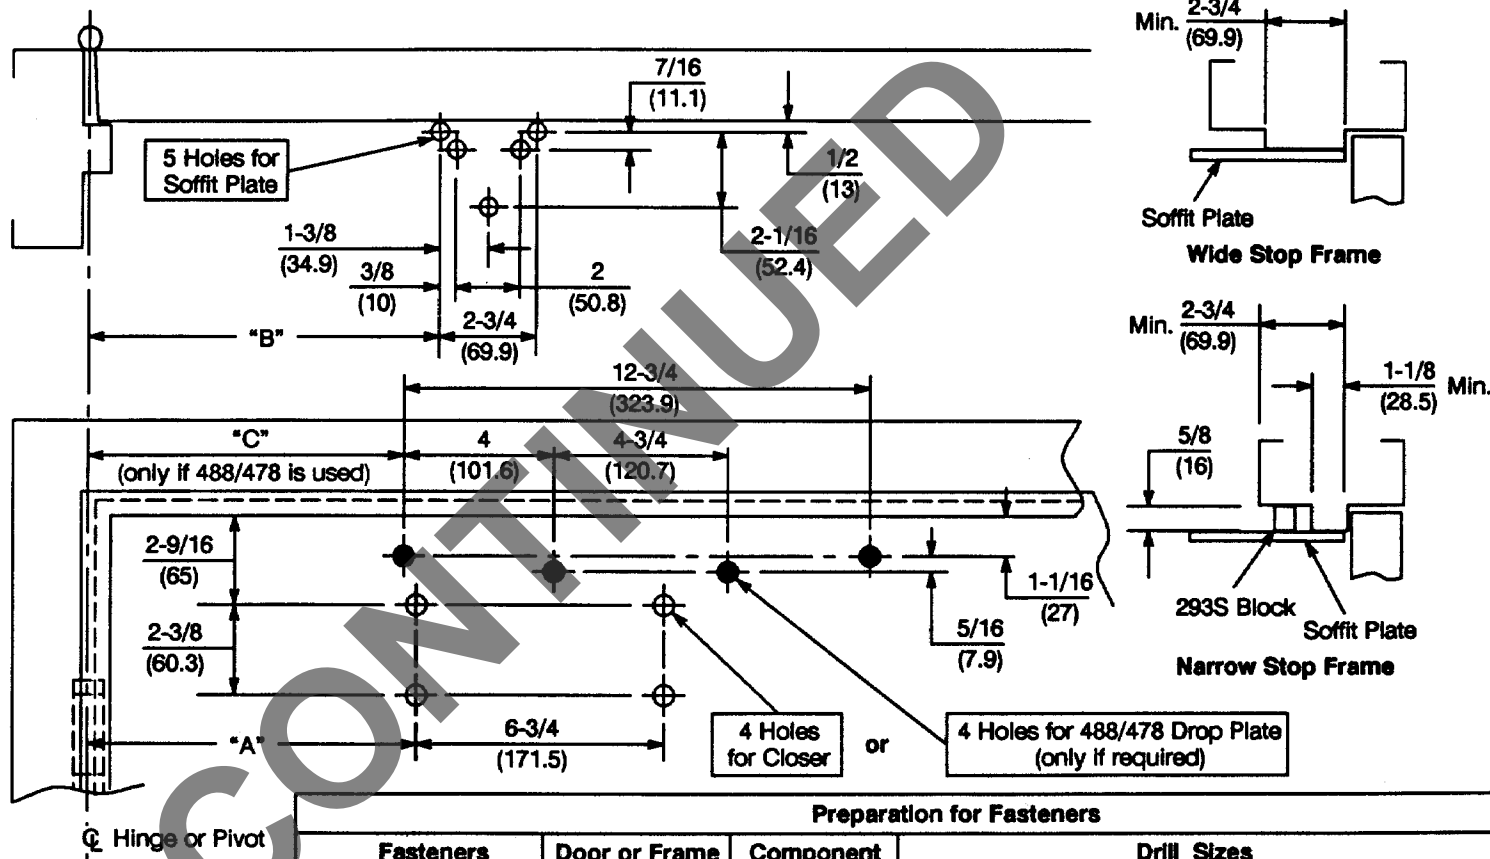 2-3/4
Min.
(69.9)
7/16
(11.1)
5 Holes for
Soffit Plate
1/2
(13)
Soffit Plate
Wide Stop Frame
1-3/8
(34.9)
2-1/16
(52.4)
3/8
(10)
2
(50.8)
"B"
2-3/4
(69.9)
Min. 2-3/4
(69.9)
12-3/4
(323.9)
1-1/8
(28.5)
Min.
"C"
(only if 488/478 is used)
4
(101.6)
4-3/4
(120.7)
5/8
(16)
2-9/16
(65)
1-1/16
(27)
293S Block
Soffit Plate
Narrow Stop Frame
2-3/8
(60.3)
5/16
(7.9)
"A"
6-3/4
(171.5)
4 Holes
for Closer
or
4 Holes for 488/478 Drop Plate
(only if required)
CONTINUED
Preparation for Fasteners
℄ Hinge or Pivot
Fasteners
Door or Frame
Component
Drill Sizes